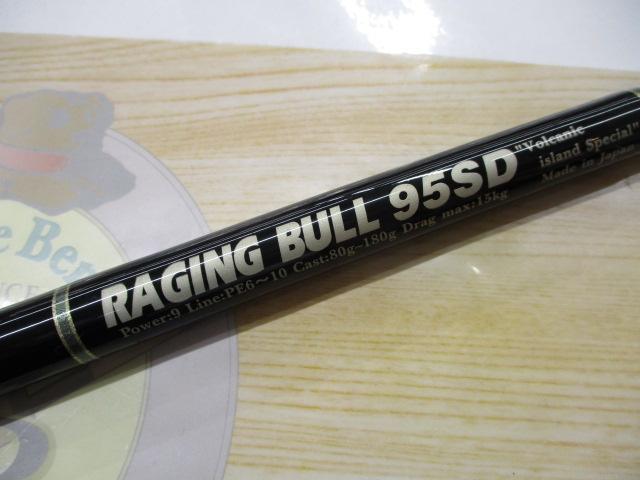 RAGING BULL 95SD
"Volcanic
island Special"
Made in Japan
Power:9 Line:PE6～10 Cast:80g~180g Drag max:15kg